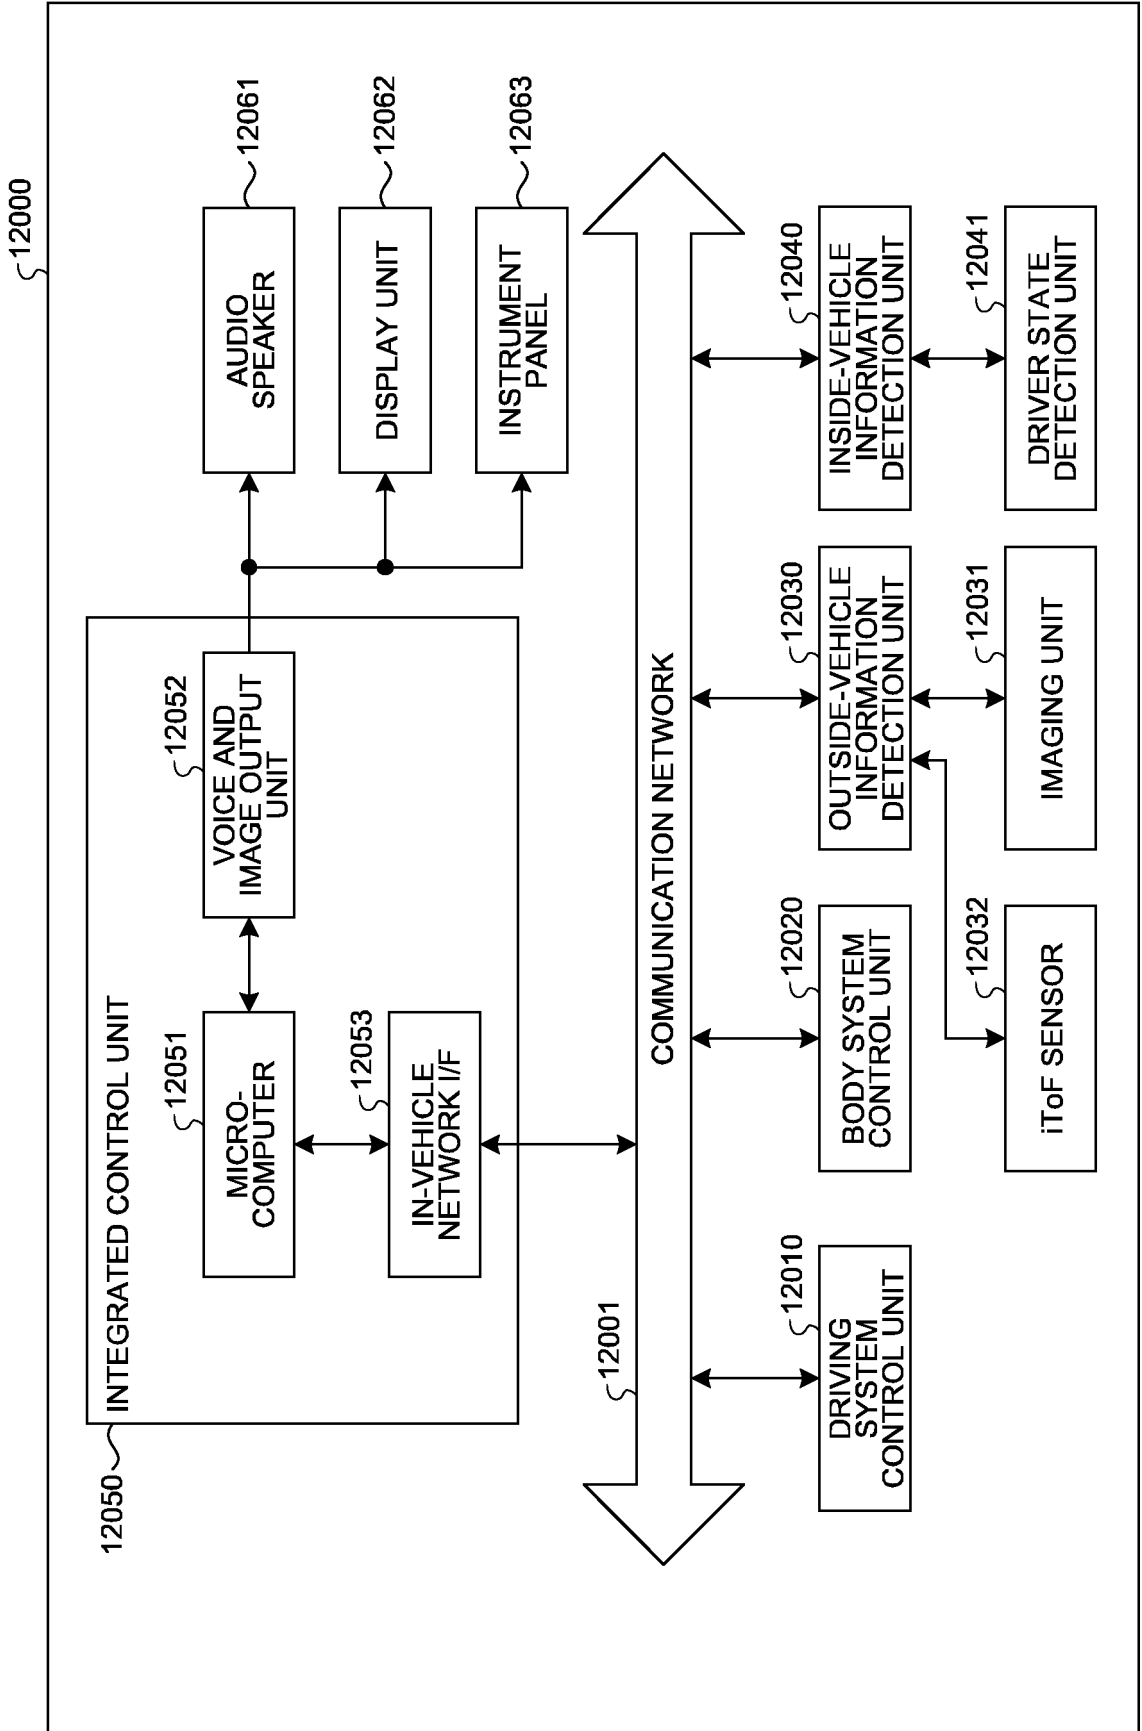 12000
12050
INTEGRATED CONTROL UNIT
12051
MICRO-
COMPUTER
12052
VOICE AND
IMAGE OUTPUT
UNIT
12053
IN-VEHICLE
NETWORK I/F
12061
AUDIO
SPEAKER
12062
DISPLAY UNIT
12063
INSTRUMENT
PANEL
12001
COMMUNICATION NETWORK
12010
DRIVING
SYSTEM
CONTROL UNIT
12020
BODY SYSTEM
CONTROL UNIT
12030
OUTSIDE-VEHICLE
INFORMATION
DETECTION UNIT
12040
INSIDE-VEHICLE
INFORMATION
DETECTION UNIT
12032
iToF SENSOR
12031
IMAGING UNIT
12041
DRIVER STATE
DETECTION UNIT